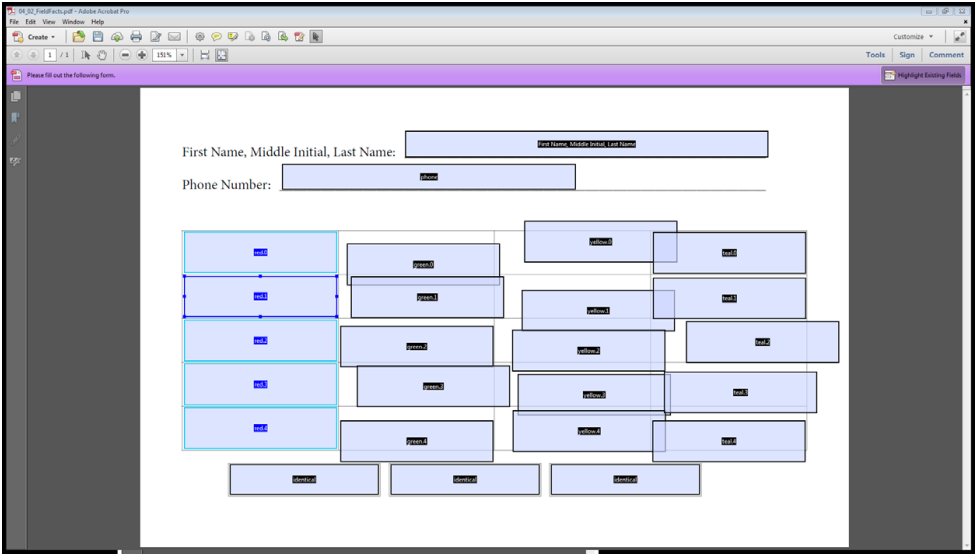 04_02_FieldFacts.pdf - Adobe Acrobat Pro
File Edit View Window Help
Create Customize
1 / 1 151% Tools Sign Comment
Please fill out the following form. Highlight Existing Fields
First Name, Middle Initial, Last Name: First Name, Middle Initial, Last Name
Phone Number: phone
red.0 green.0 yellow.0 teal.0
red.1 green.1 yellow.1 teal.1
red.2 green.2 yellow.2 teal.2
red.3 green.3 yellow.3 teal.3
red.4 green.4 yellow.4 teal.4
identical identical identical